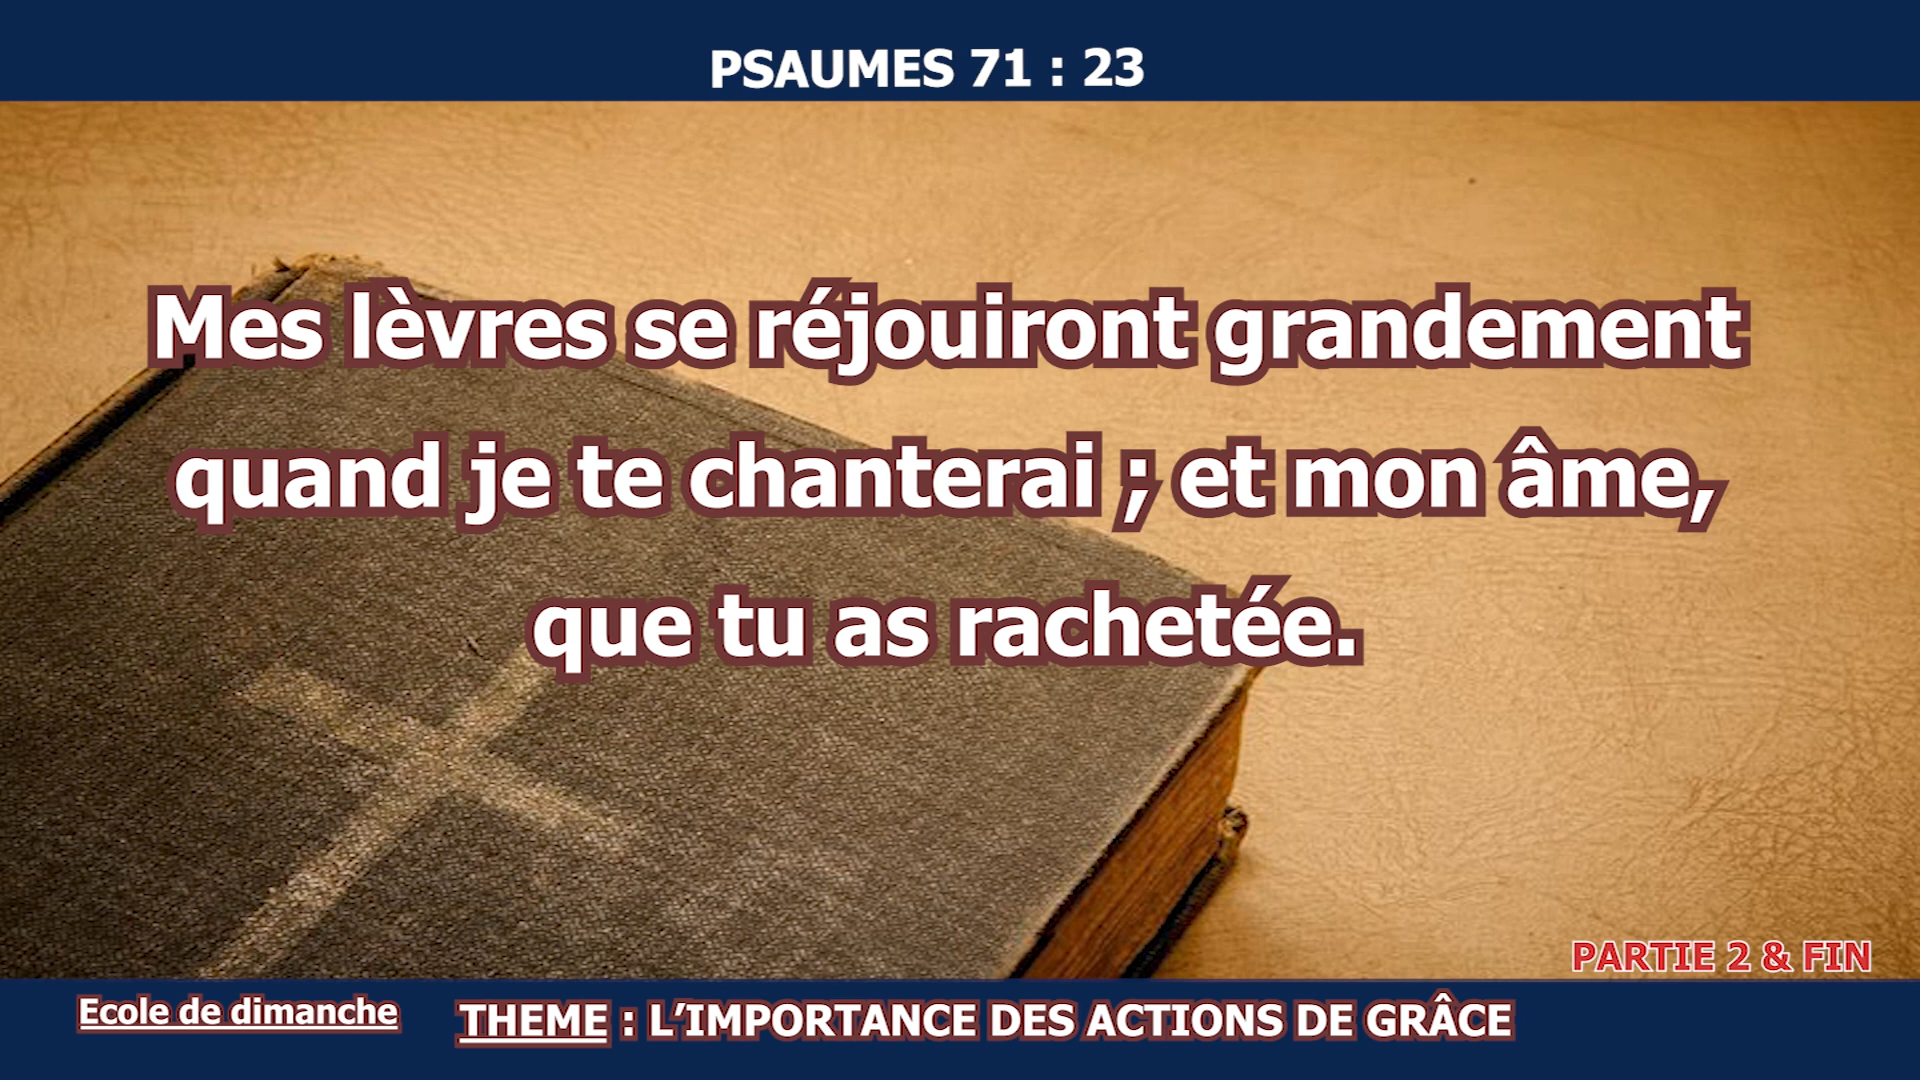 PSAUMES 71 : 23
Mes lèvres se réjouiront grandement
quand je te chanterai ; et mon âme,
que tu as rachetée.
PARTIE 2 & FIN
Ecole de dimanche
THEME : L’IMPORTANCE DES ACTIONS DE GRÂCE